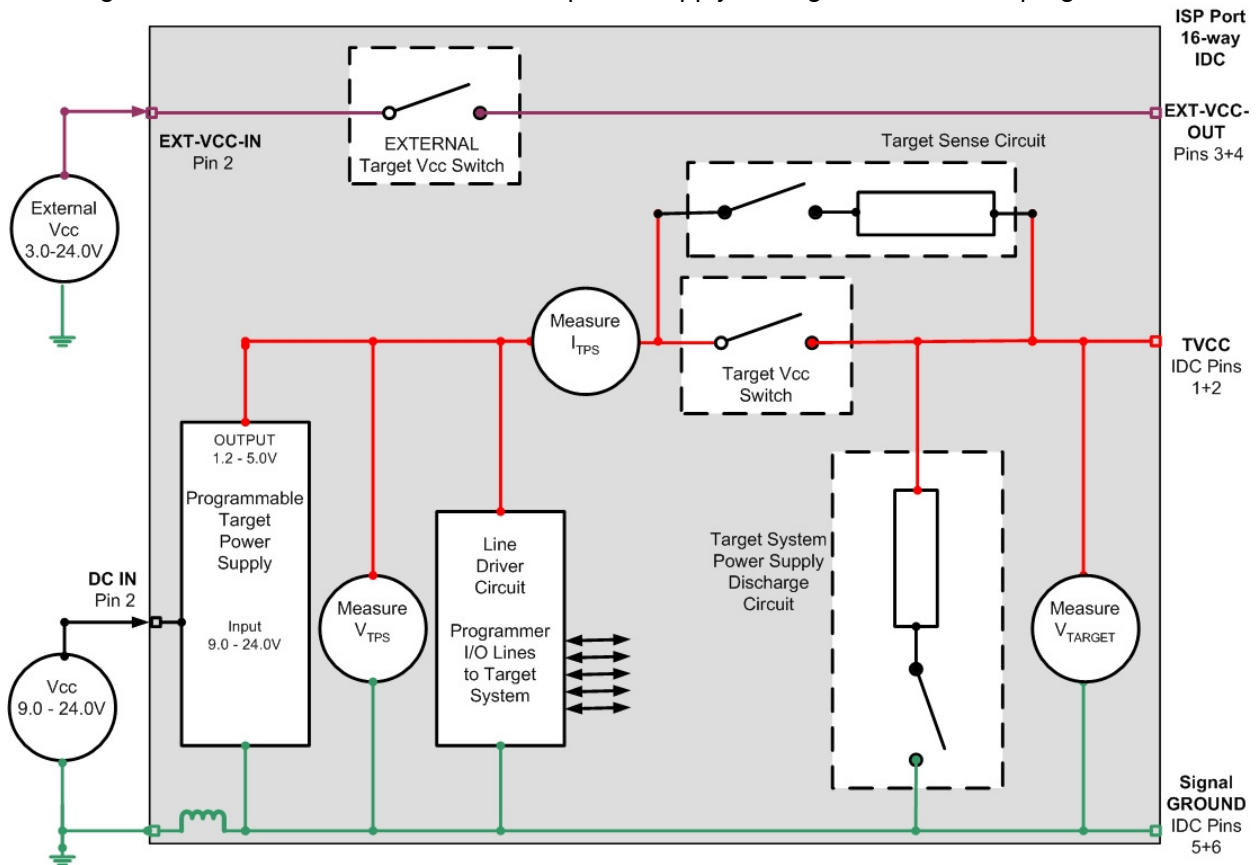 ISP Port
16-way
IDC
EXT-VCC-IN
Pin 2
EXTERNAL
Target Vcc Switch
EXT-VCC-
OUT
Pins 3+4
Target Sense Circuit
External
Vcc
3.0-24.0V
Measure
I TPS
Target Vcc
Switch
TVCC
IDC Pins
1+2
OUTPUT
1.2 - 5.0V
Programmable
Target
Power
Supply
Input
9.0 - 24.0V
DC IN
Pin 2
Vcc
9.0 - 24.0V
Measure
V TPS
Line
Driver
Circuit
Programmer
I/O Lines
to Target
System
Target System
Power Supply
Discharge
Circuit
Measure
V TARGET
Signal
GROUND
IDC Pins
5+6